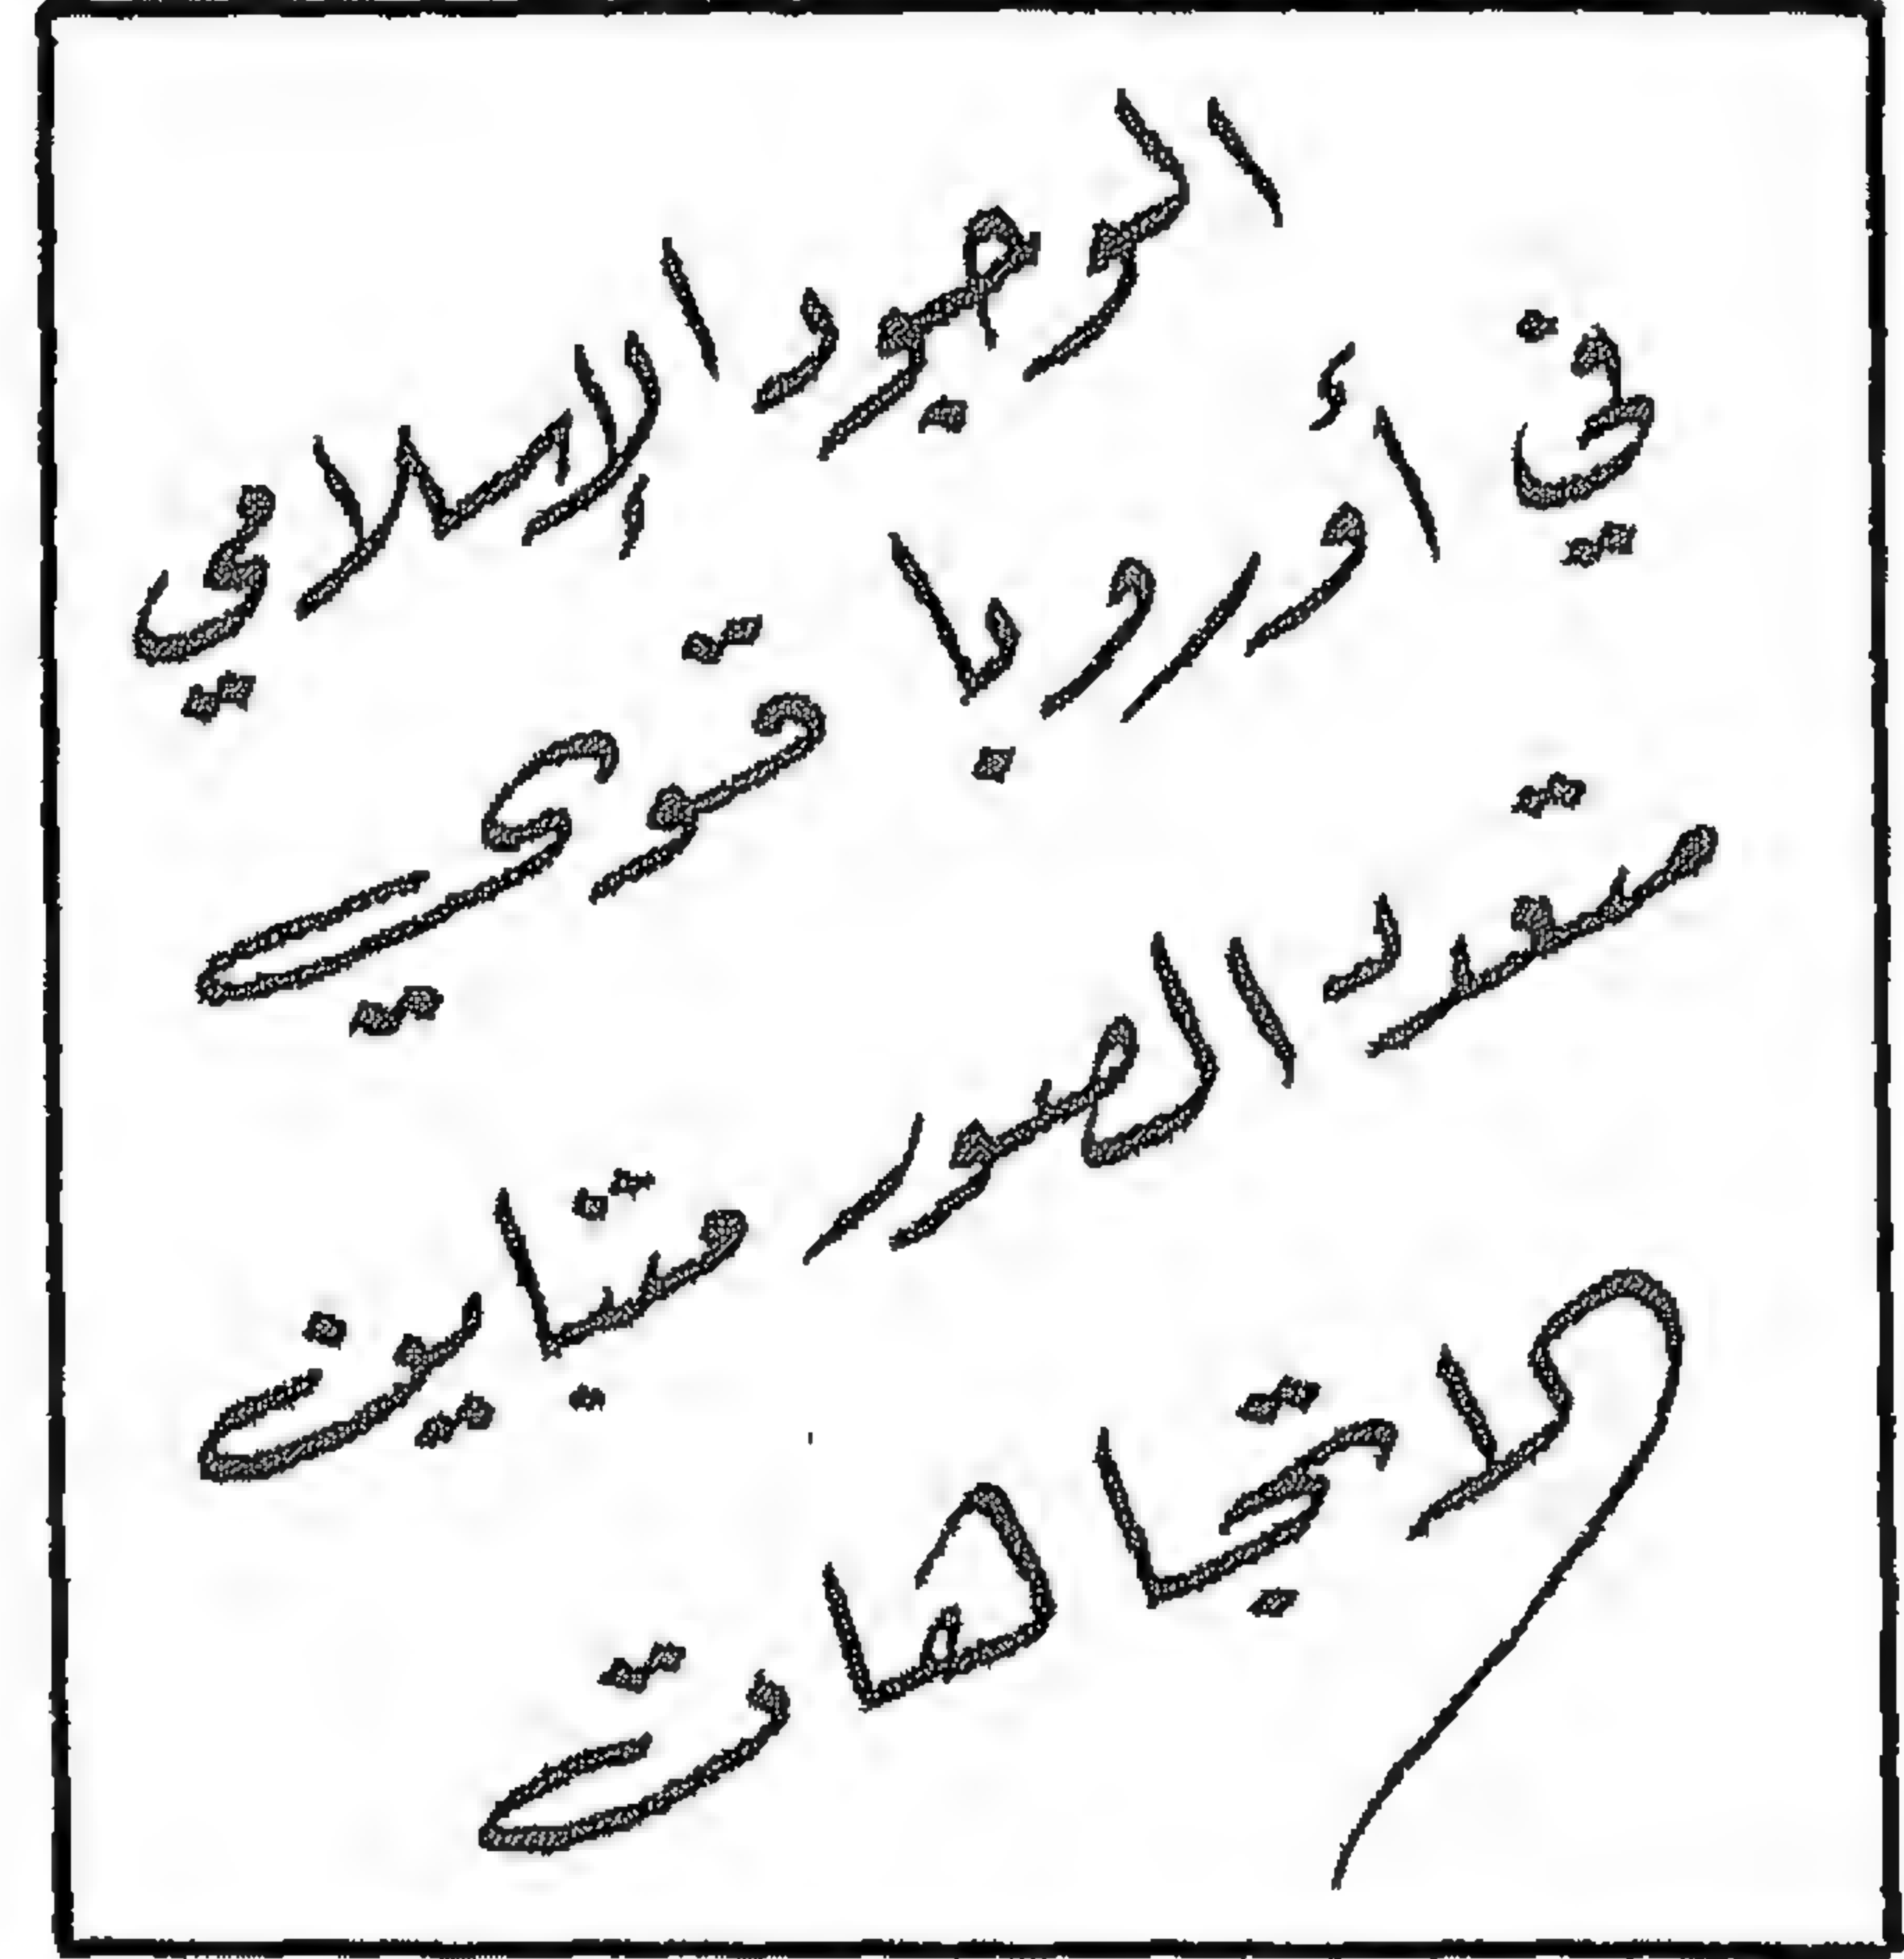 الوجود الإسلامي
في أوروبا قوي
متعدد الصور متباين
الاتجاهات